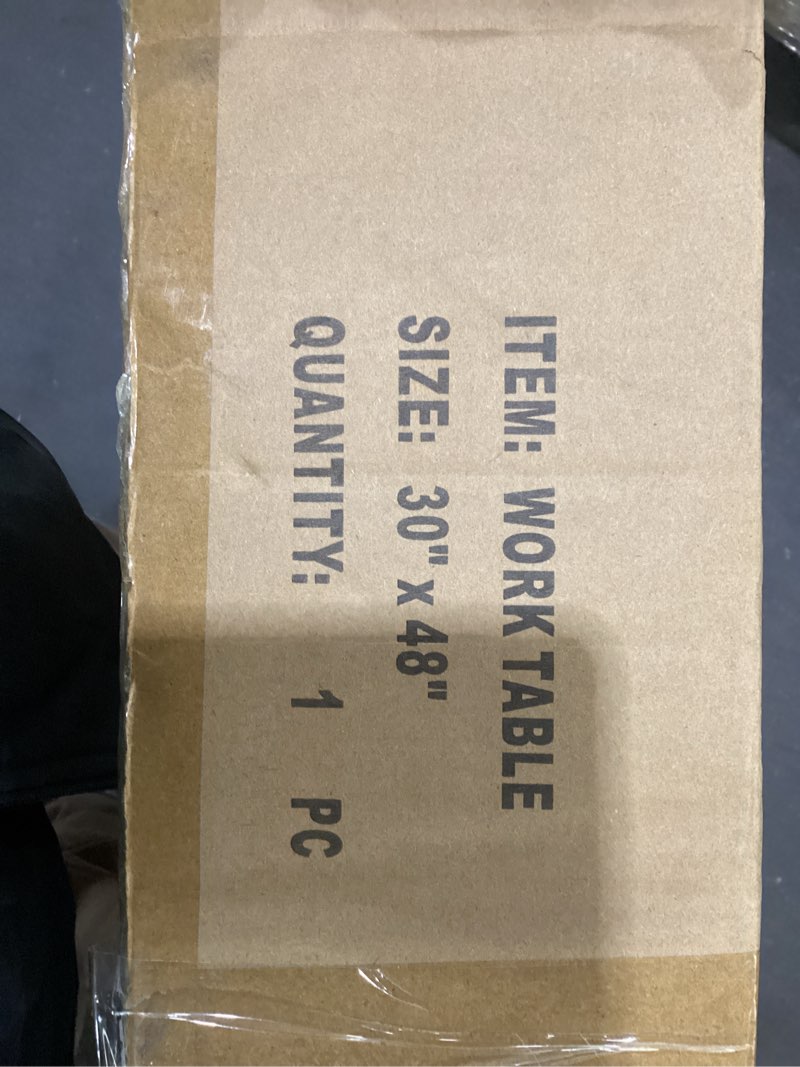 ITEM: WORK TABLE
SIZE: 30" x 48"
QUANTITY: 1 PC